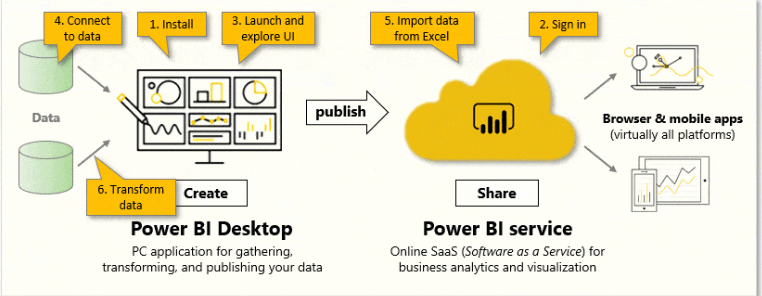 4. Connect
to data
1. Install
3. Launch and
explore UI
5. Import data
from Excel
2. Sign in
Data
publish
Browser & mobile apps
(virtually all platforms)
6. Transform
data
Create
Share
Power BI Desktop
PC application for gathering,
transforming, and publishing your data
Power BI service
Online SaaS (Software as a Service) for
business analytics and visualization